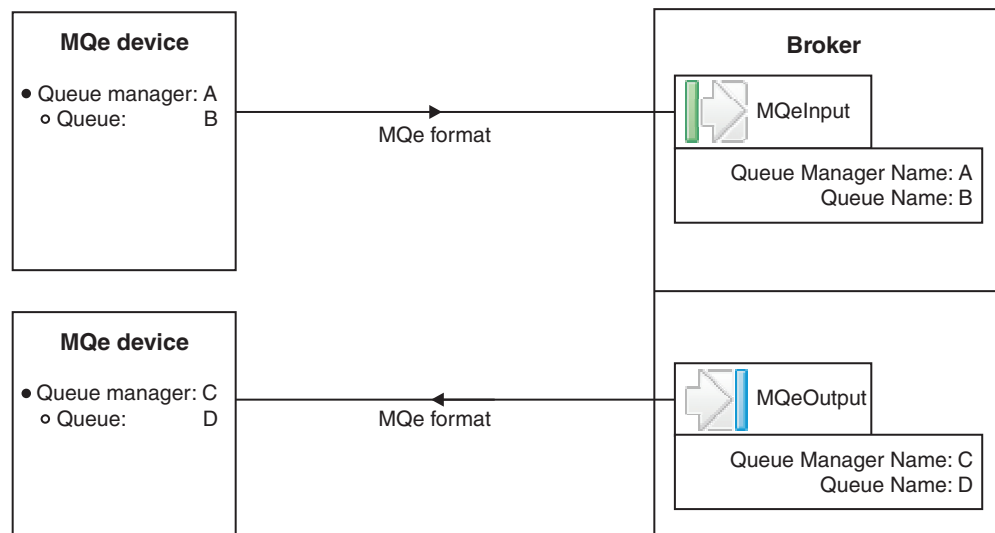 MQe device
• Queue manager: A
o Queue: B
MQe format
Broker
MQeInput
Queue Manager Name: A
Queue Name: B
MQe device
• Queue manager: C
o Queue: D
MQe format
MQeOutput
Queue Manager Name: C
Queue Name: D